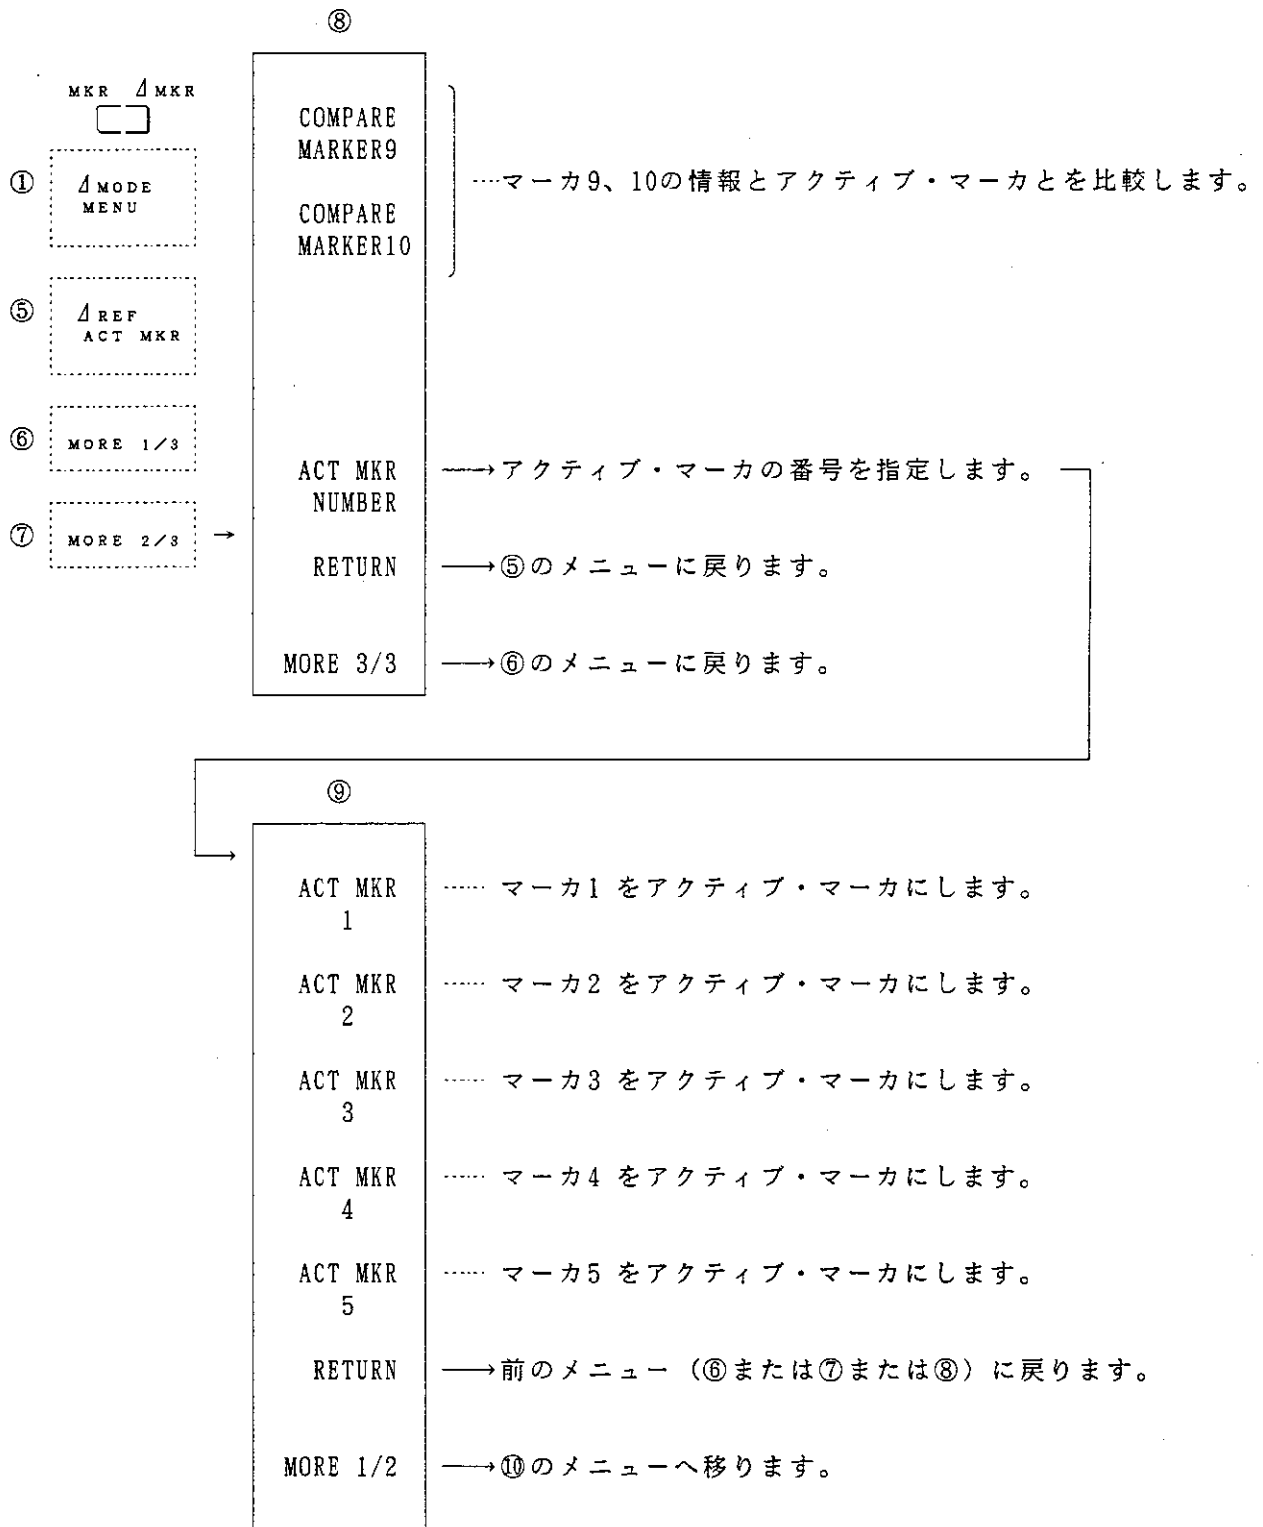 ⑧
MKR ⊿MKR
① ⊿MODE
MENU
⑤ ⊿REF
ACT MKR
⑥ MORE 1/3
⑦ MORE 2/3 →
COMPARE
MARKER9
COMPARE
MARKER10
…マーカ9、10の情報とアクティブ・マーカとを比較します。
ACT MKR →アクティブ・マーカの番号を指定します。
NUMBER
RETURN →⑤のメニューに戻ります。
MORE 3/3 →⑥のメニューに戻ります。
⑨
ACT MKR …… マーカ1 をアクティブ・マーカにします。
1
ACT MKR …… マーカ2 をアクティブ・マーカにします。
2
ACT MKR …… マーカ3 をアクティブ・マーカにします。
3
ACT MKR …… マーカ4 をアクティブ・マーカにします。
4
ACT MKR …… マーカ5 をアクティブ・マーカにします。
5
RETURN →前のメニュー（⑥または⑦または⑧）に戻ります。
MORE 1/2 →⑩のメニューへ移ります。